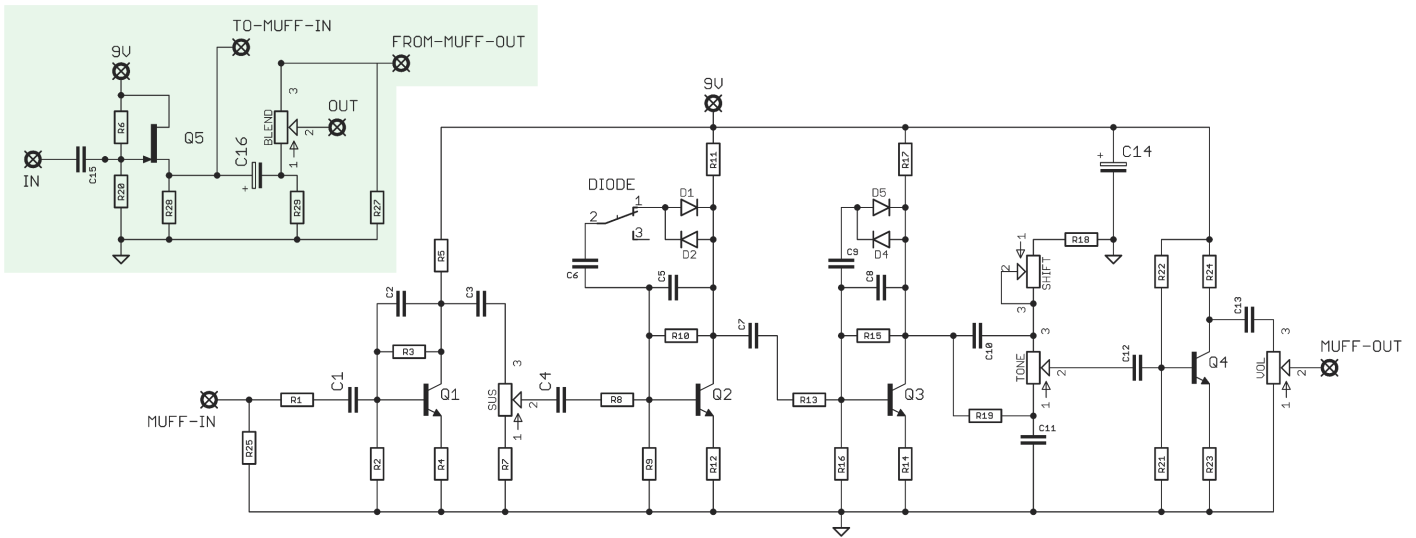 TO-MUFF-IN
FROM-MUFF-OUT
9V
3
OUT
BLEND
2
1
R6
Q5
C16
+
IN
C15
R20
R28
R29
R27
9V
R11
R17
+
C14
DIODE
1
2
3
D1
D2
D5
D4
C6
C5
C9
C8
R5
1
R18
2
SHIFT
3
R22
R24
C2
C3
C13
R10
C7
R15
C10
3
3
R3
3
TONE
2
1
C12
Q4
VOL
2
1
MUFF-OUT
MUFF-IN
R1
C1
Q1
SUS
2
1
C4
R8
Q2
R13
Q3
R19
C11
R25
R2
R4
R7
R9
R12
R16
R14
R21
R23